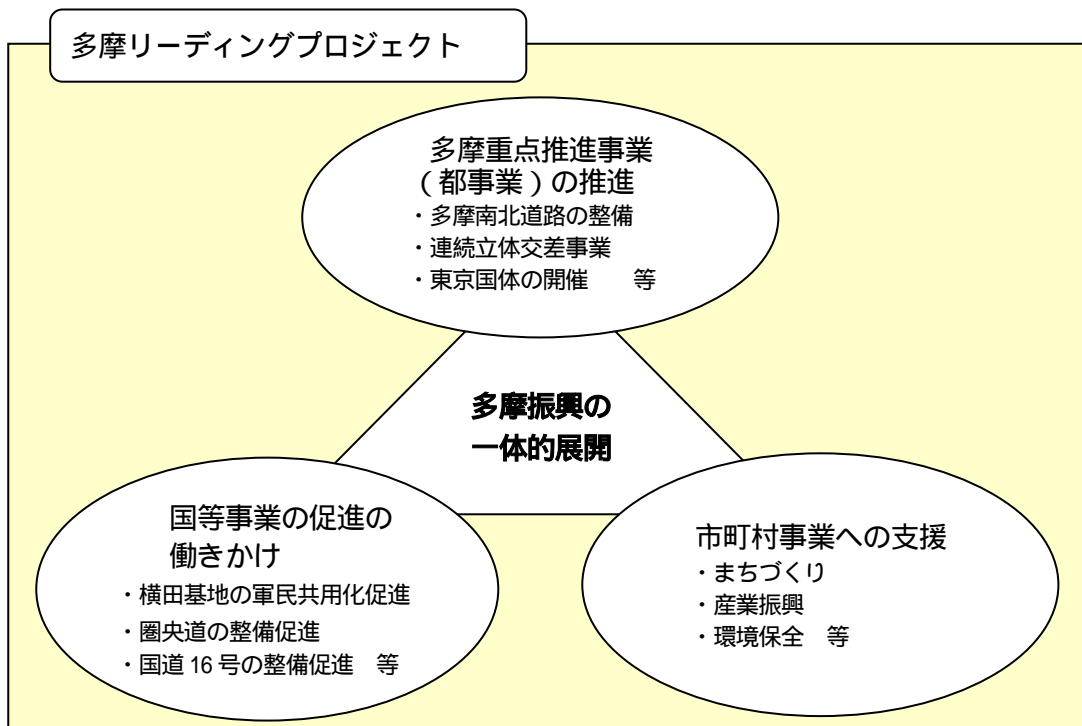 多摩リーディングプロジェクト
多摩重点推進事業
（都事業）の推進
・多摩南北道路の整備
・連続立体交差事業
・東京国体の開催　等
多摩振興の
一体的展開
国等事業の促進の
働きかけ
・横田基地の軍民共用化促進
・圏央道の整備促進
・国道16号の整備促進　等
市町村事業への支援
・まちづくり
・産業振興
・環境保全　等